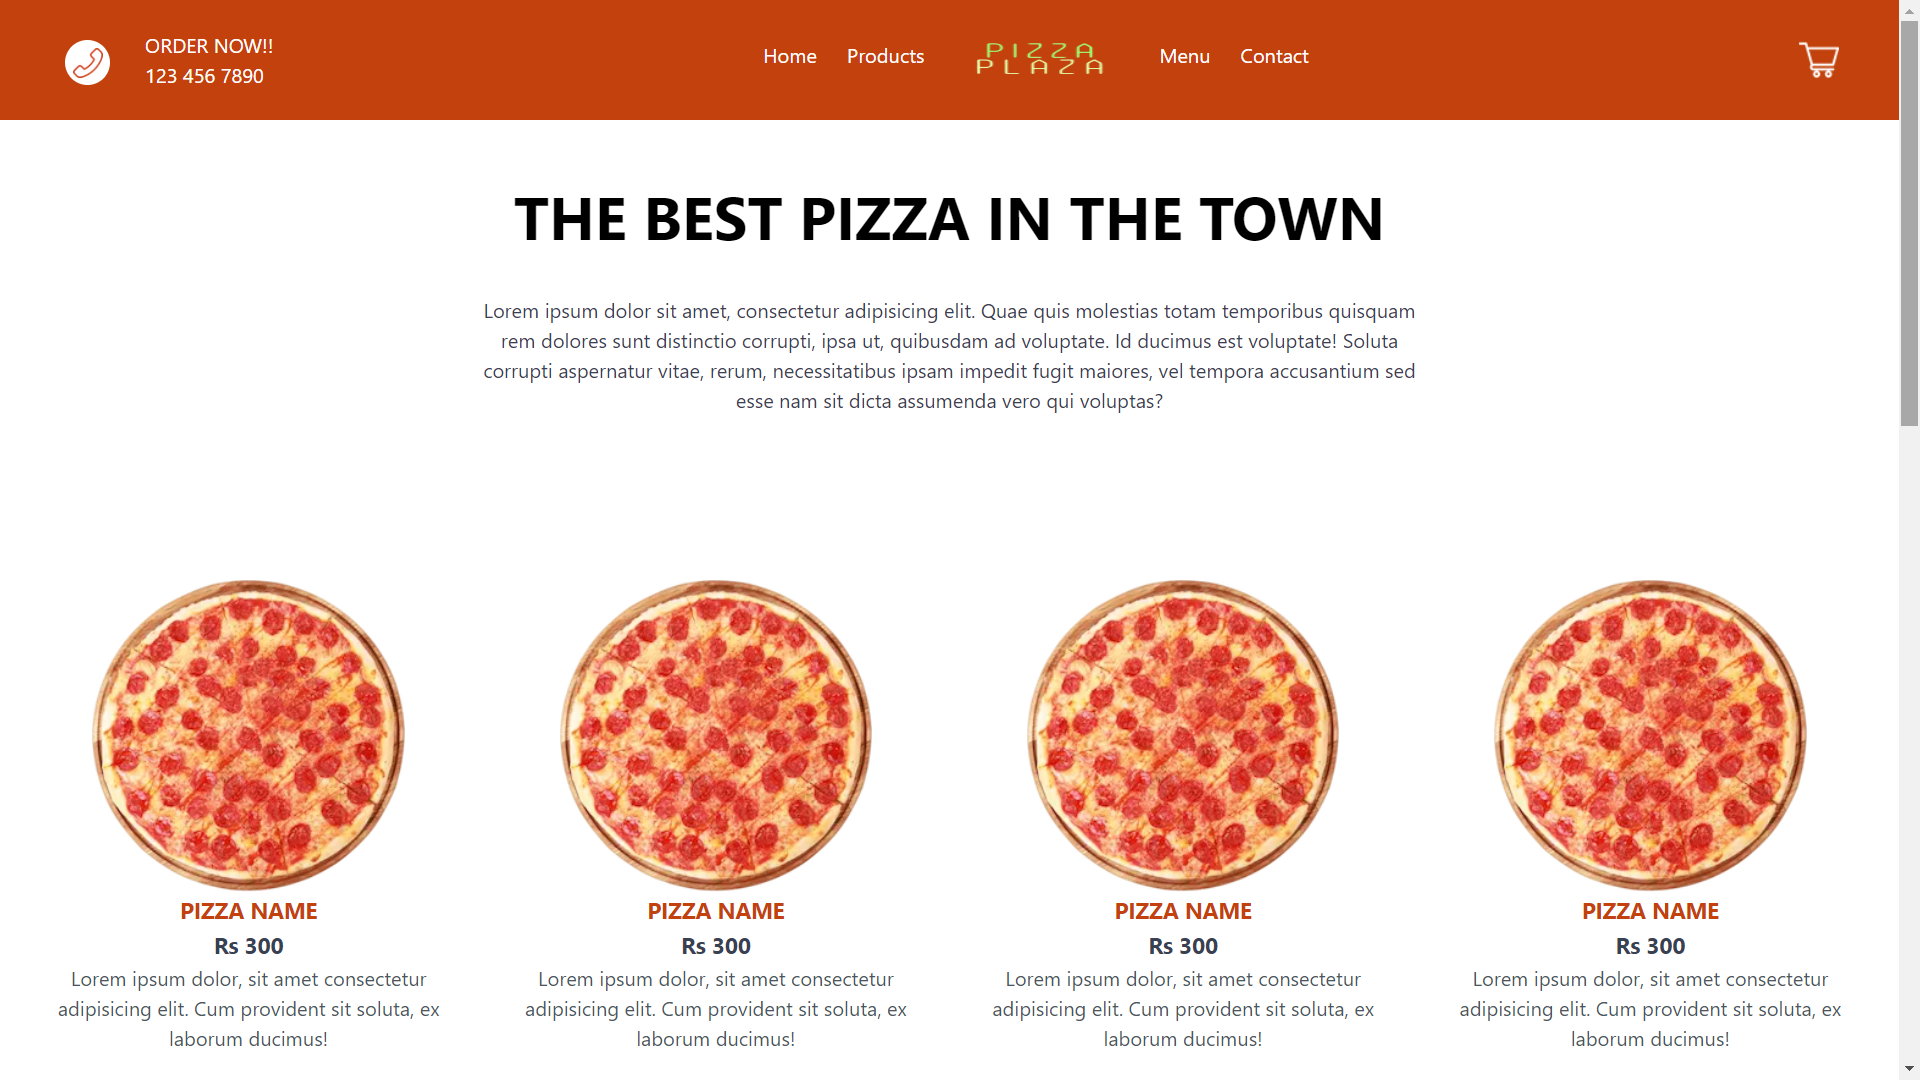 ORDER NOW!!
123 456 7890
Home Products PIZZA PLAZA Menu Contact
THE BEST PIZZA IN THE TOWN
Lorem ipsum dolor sit amet, consectetur adipisicing elit. Quae quis molestias totam temporibus quisquam
rem dolores sunt distinctio corrupti, ipsa ut, quibusdam ad voluptate. Id ducimus est voluptate! Soluta
corrupti aspernatur vitae, rerum, necessitatibus ipsam impedit fugit maiores, vel tempora accusantium sed
esse nam sit dicta assumenda vero qui voluptas?
PIZZA NAME
Rs 300
Lorem ipsum dolor, sit amet consectetur
adipisicing elit. Cum provident sit soluta, ex
laborum ducimus!
PIZZA NAME
Rs 300
Lorem ipsum dolor, sit amet consectetur
adipisicing elit. Cum provident sit soluta, ex
laborum ducimus!
PIZZA NAME
Rs 300
Lorem ipsum dolor, sit amet consectetur
adipisicing elit. Cum provident sit soluta, ex
laborum ducimus!
PIZZA NAME
Rs 300
Lorem ipsum dolor, sit amet consectetur
adipisicing elit. Cum provident sit soluta, ex
laborum ducimus!